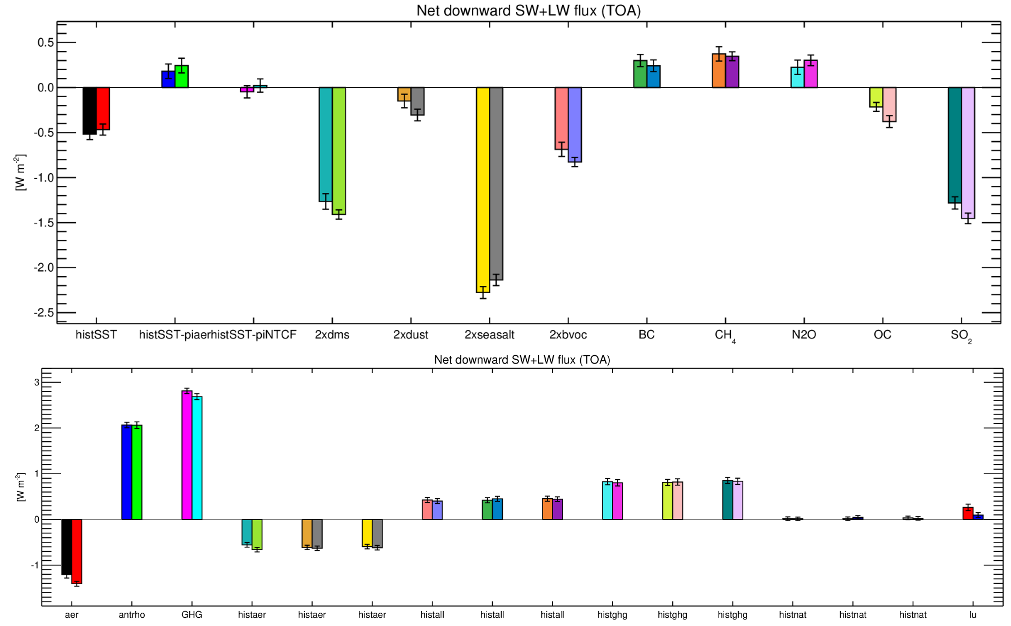 Net downward SW+LW flux (TOA)
0.5
0.0
-0.5
-1.0
-1.5
-2.0
-2.5
[W m⁻²]
histSST histSST-piaer histSST-piNTCF 2xdms 2xdust 2xseasalt 2xbvoc BC CH₄ N2O OC SO₂
Net downward SW+LW flux (TOA)
3
2
1
0
-1
[W m⁻²]
aer antrho GHG histaer histaer histaer histall histall histall histghg histghg histghg histnat histnat histnat lu